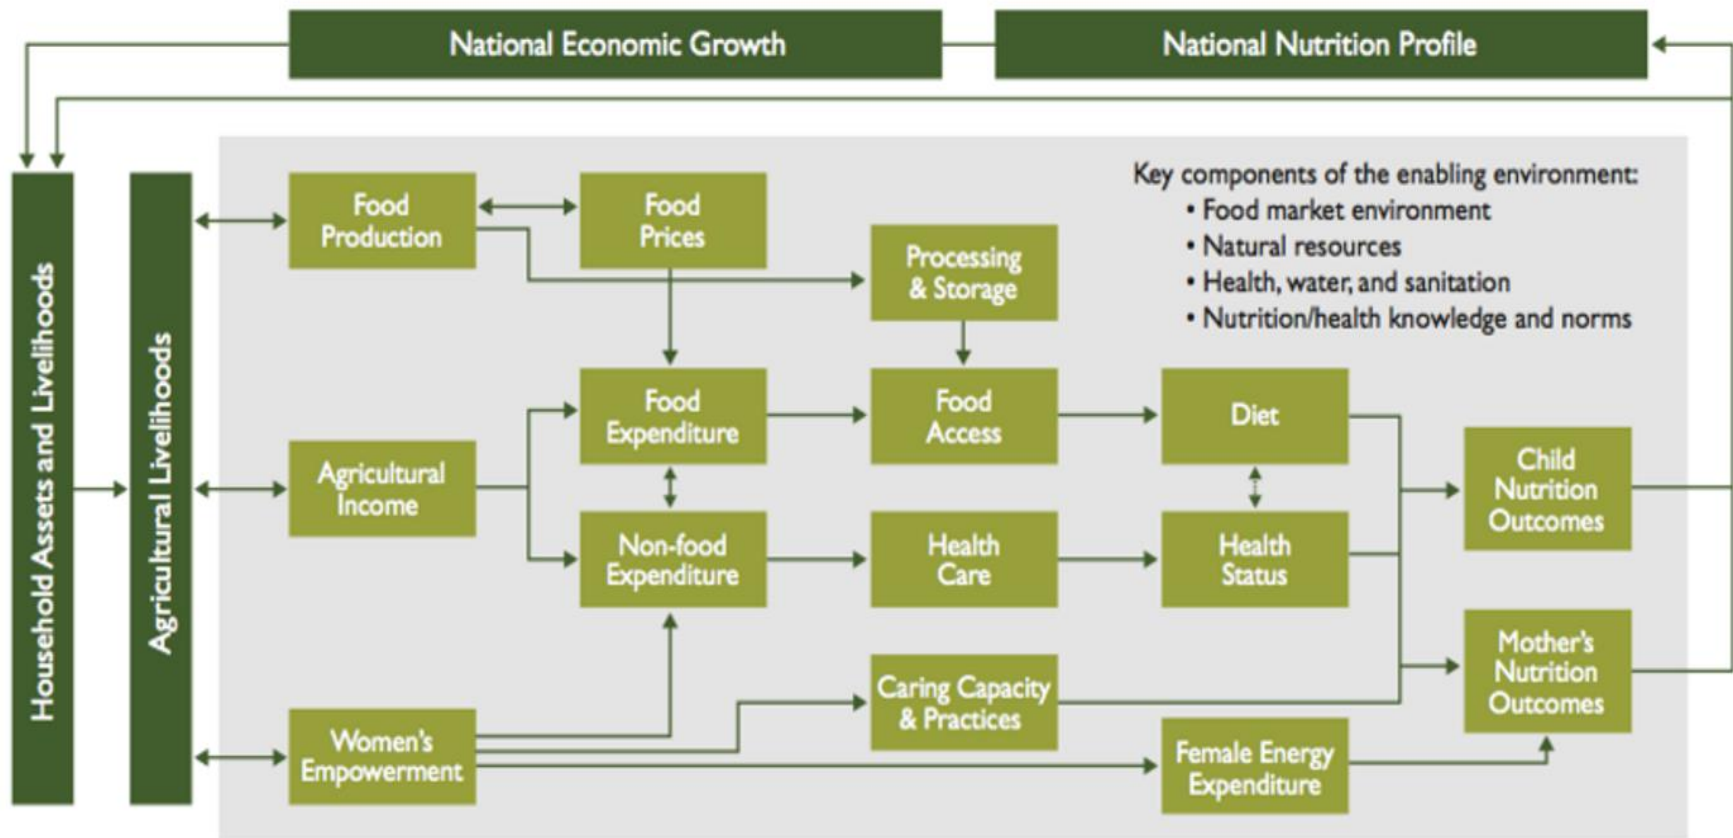 National Economic Growth
National Nutrition Profile
Household Assets and Livelihoods
Agricultural Livelihoods
Food
Production
Food
Prices
Processing
& Storage
Key components of the enabling environment:
• Food market environment
• Natural resources
• Health, water, and sanitation
• Nutrition/health knowledge and norms
Agricultural
Income
Food
Expenditure
Food
Access
Diet
Non-food
Expenditure
Health
Care
Health
Status
Child
Nutrition
Outcomes
Women's
Empowerment
Caring Capacity
& Practices
Female Energy
Expenditure
Mother's
Nutrition
Outcomes